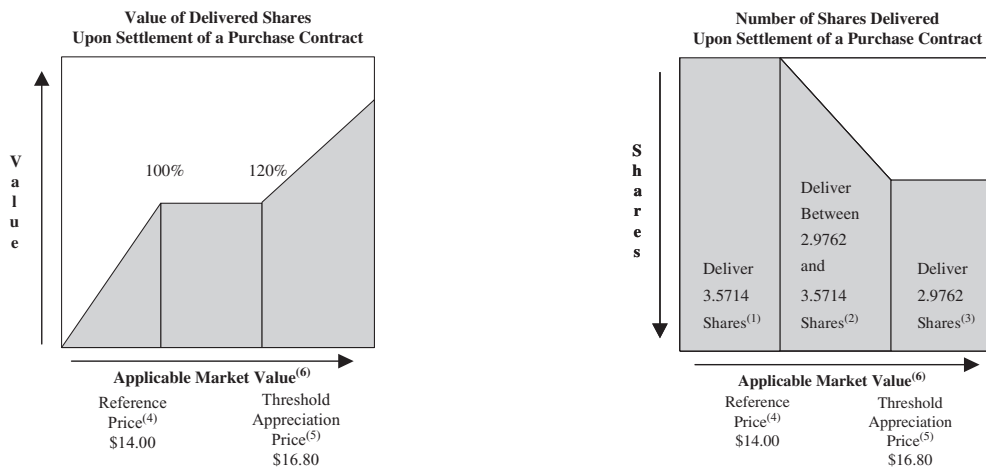 Value of Delivered Shares
Upon Settlement of a Purchase Contract
Value
100%
120%
Applicable Market Value(6)
Reference
Price(4)
$14.00
Threshold
Appreciation
Price(5)
$16.80
Number of Shares Delivered
Upon Settlement of a Purchase Contract
Shares
Deliver
3.5714
Shares(1)
Deliver
Between
2.9762
and
3.5714
Shares(2)
Deliver
2.9762
Shares(3)
Applicable Market Value(6)
Reference
Price(4)
$14.00
Threshold
Appreciation
Price(5)
$16.80